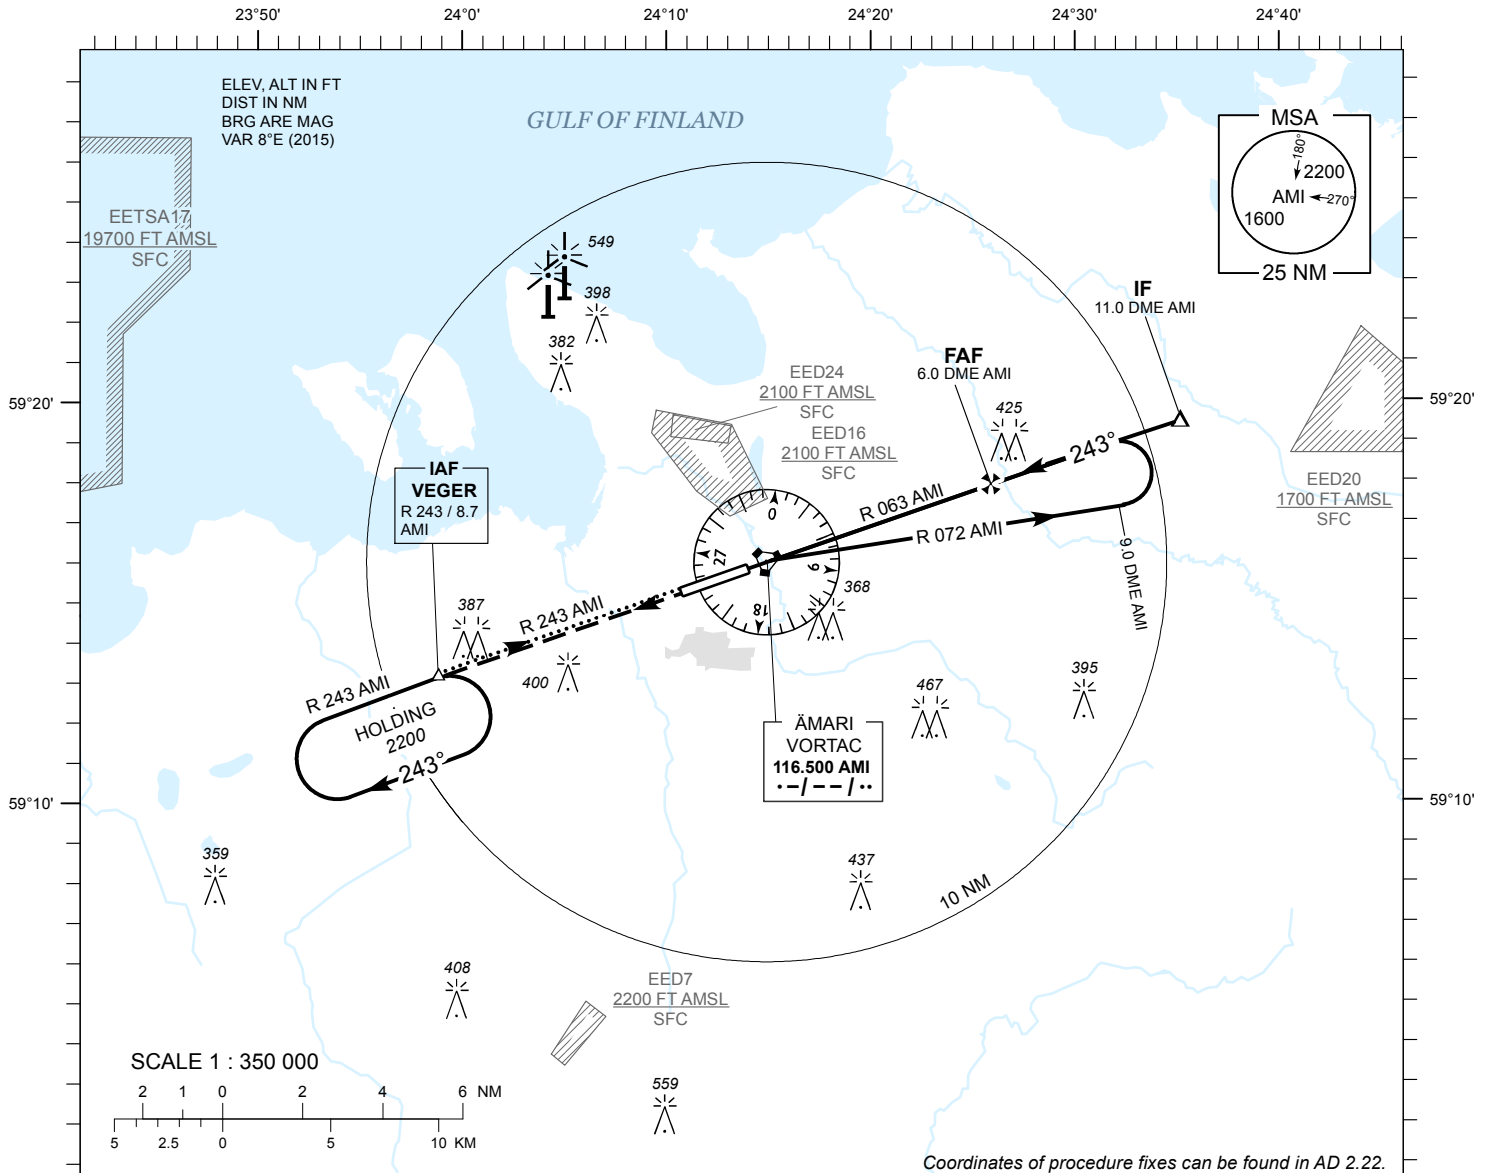 23°50'
24°0'
24°10'
24°20'
24°30'
24°40'
ELEV, ALT IN FT
DIST IN NM
BRG ARE MAG
VAR 8°E (2015)
GULF OF FINLAND
MSA
180°
2200
AMI
270°
1600
25 NM
EETSA17
19700 FT AMSL
SFC
549
398
382
IF
11.0 DME AMI
FAF
6.0 DME AMI
EED24
2100 FT AMSL
SFC
EED16
2100 FT AMSL
SFC
425
59°20'
59°20'
243°
IAF
VEGER
R 243 / 8.7
AMI
EED20
1700 FT AMSL
SFC
R 063 AMI
R 072 AMI
9.0 DME AMI
0
27
9
18
368
387
R 243 AMI
400
R 243 AMI
HOLDING
2200
243°
467
395
ÄMARI
VORTAC
116.500 AMI
·–/––/··
59°10'
59°10'
359
437
10 NM
408
EED7
2200 FT AMSL
SFC
559
SCALE 1 : 350 000
2 1 0 2 4 6 NM
5 2.5 0 5 10 KM
Coordinates of procedure fixes can be found in AD 2.22.